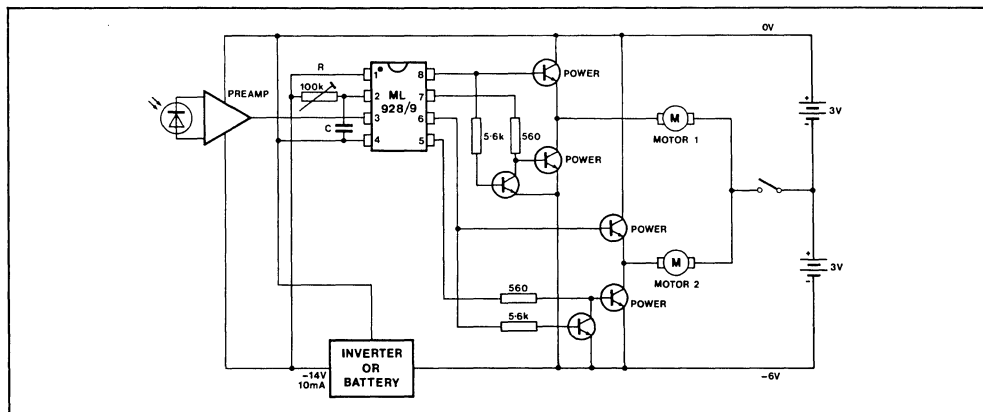 0V
R
100k
PREAMP
1
2
3
4
ML
928/9
8
7
6
5
C
POWER
5·6k
560
POWER
M
MOTOR 1
+
3V
-
POWER
M
MOTOR 2
+
3V
-
560
5·6k
POWER
-14V
10mA
INVERTER
OR
BATTERY
-6V